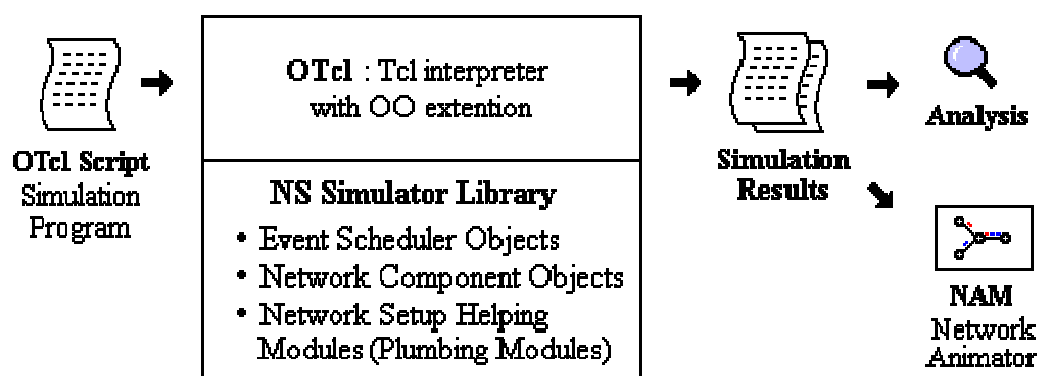 OTcl Script
Simulation
Program
OTcl : Tcl interpreter
with OO extention
NS Simulator Library
• Event Scheduler Objects
• Network Component Objects
• Network Setup Helping
Modules (Plumbing Modules)
Simulation
Results
Analysis
NAM
Network
Animator